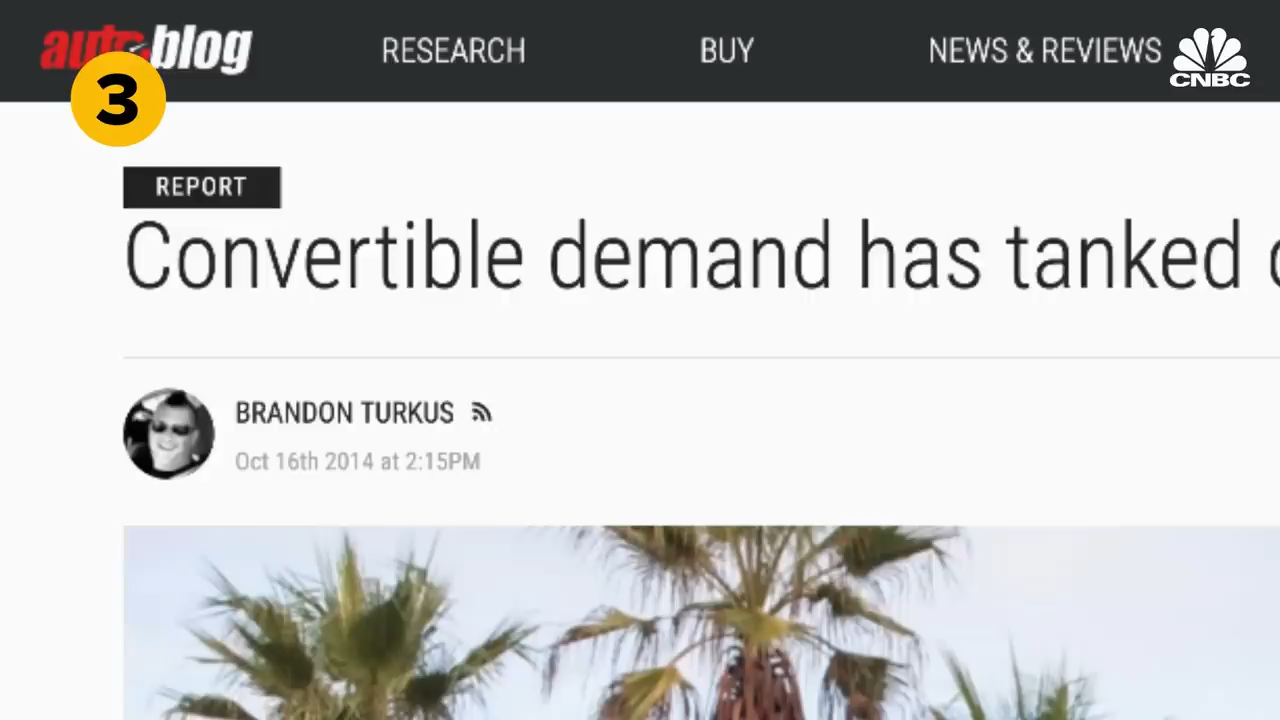 autoblog RESEARCH BUY NEWS & REVIEWS
CNBC
3
REPORT
Convertible demand has tanked
BRANDON TURKUS
Oct 16th 2014 at 2:15PM